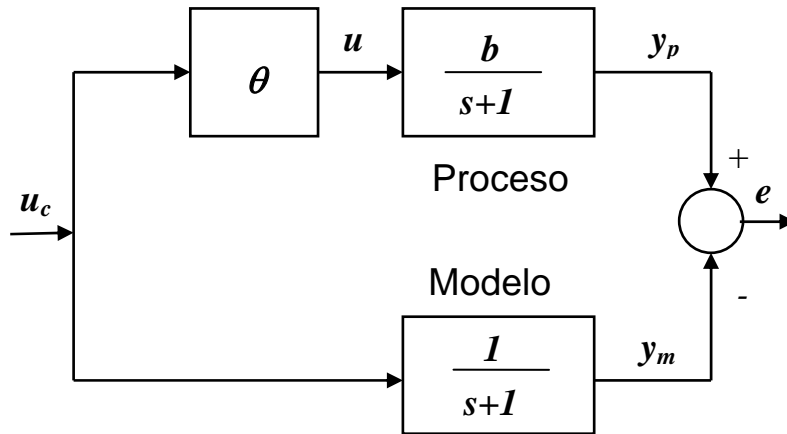 θ
u
b
s+1
y_p
Proceso
+
e
u_c
Modelo
-
1
s+1
y_m